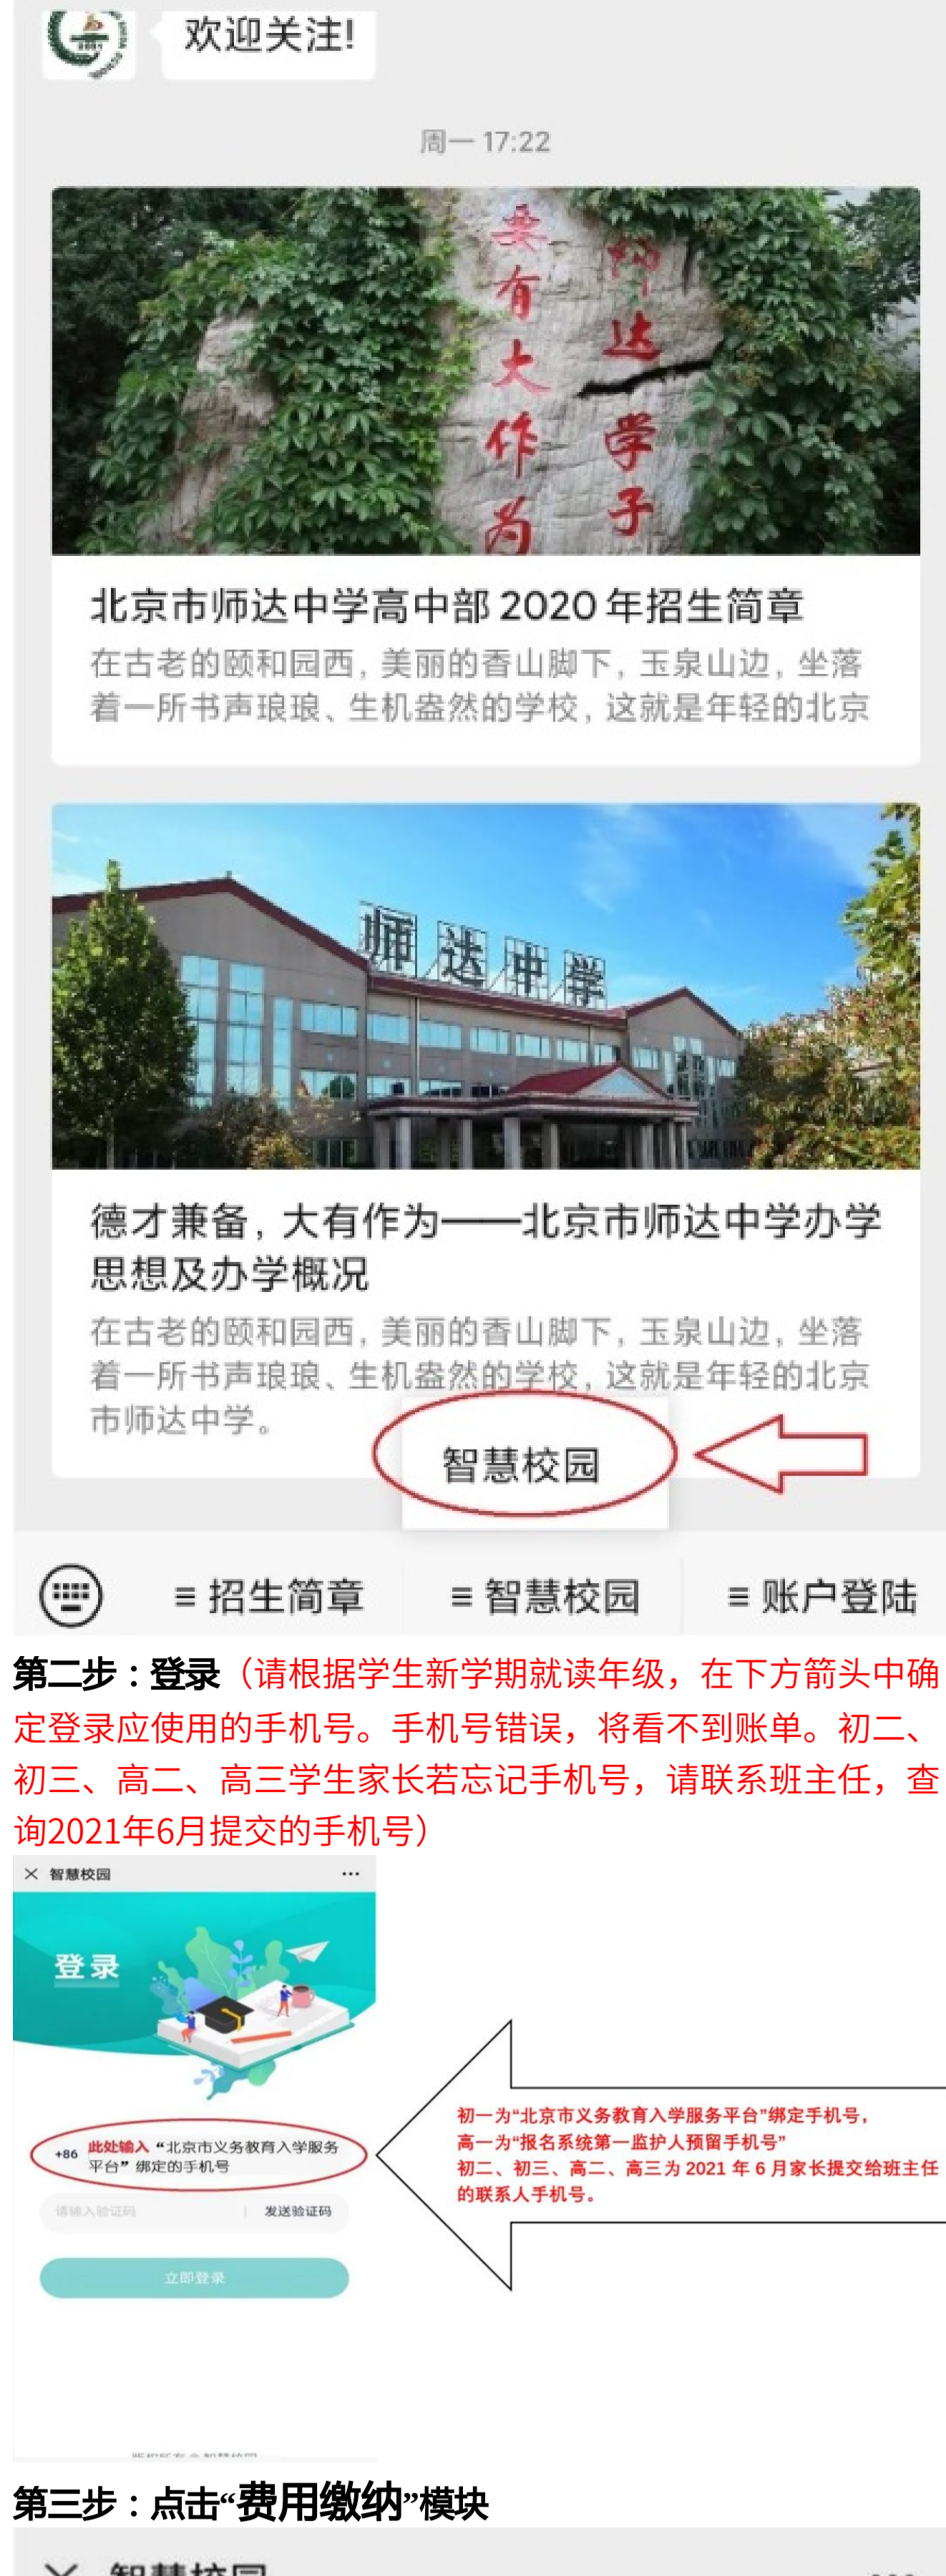 欢迎关注!
周一 17:22
师达学子
要有大作为
北京市师达中学高中部 2020 年招生简章
在古老的颐和园西，美丽的香山脚下，玉泉山边，坐落
着一所书声琅琅、生机盎然的学校，这就是年轻的北京
师达中学
德才兼备，大有作为——北京市师达中学办学
思想及办学概况
在古老的颐和园西，美丽的香山脚下，玉泉山边，坐落
着一所书声琅琅、生机盎然的学校，这就是年轻的北京
市师达中学。
智慧校园
≡ 招生简章 ≡ 智慧校园 ≡ 账户登陆
第二步：登录（请根据学生新学期就读年级，在下方箭头中确
定登录应使用的手机号。手机号错误，将看不到账单。初二、
初三、高二、高三学生家长若忘记手机号，请联系班主任，查
询2021年6月提交的手机号）
智慧校园
登录
+86 此处输入“北京市义务教育入学服务
平台”绑定的手机号
请输入验证码 | 发送验证码
立即登录
初一为“北京市义务教育入学服务平台”绑定手机号，
高一为“报名系统第一监护人预留手机号”
初二、初三、高二、高三为 2021 年 6 月家长提交给班主任
的联系人手机号。
第三步：点击“费用缴纳”模块
智慧校园